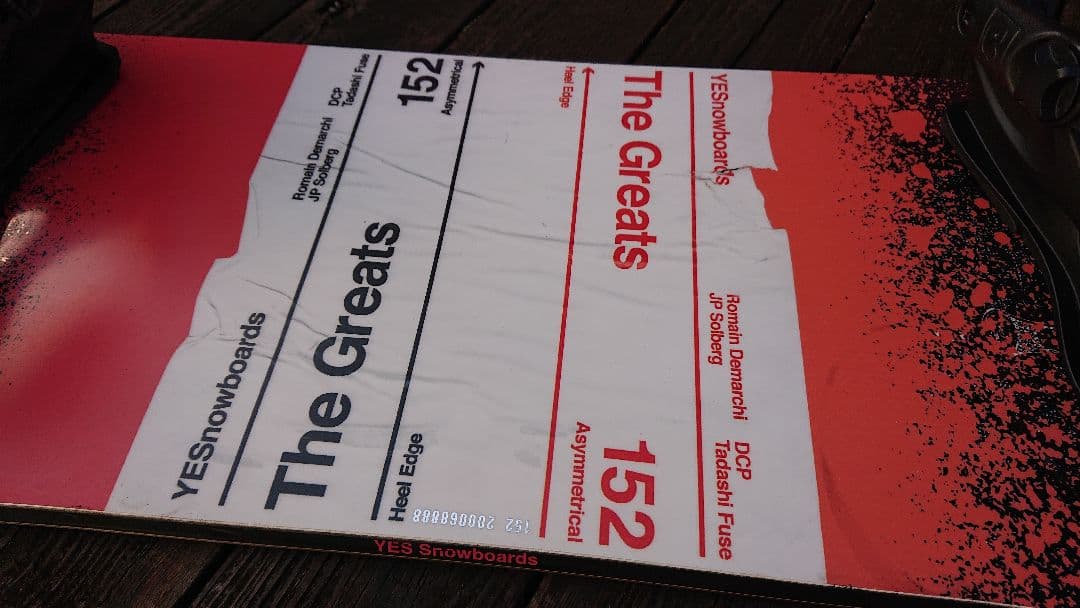 YESnowboards
Romain Demarchi
JP Solberg
DCP
Tadashi Fuse
The Greats
152
Heel Edge
Asymmetrical
Heel Edge
Asymmetrical
The Greats
152
YESnowboards
Romain Demarchi
JP Solberg
DCP
Tadashi Fuse
152 200068888
YES Snowboards